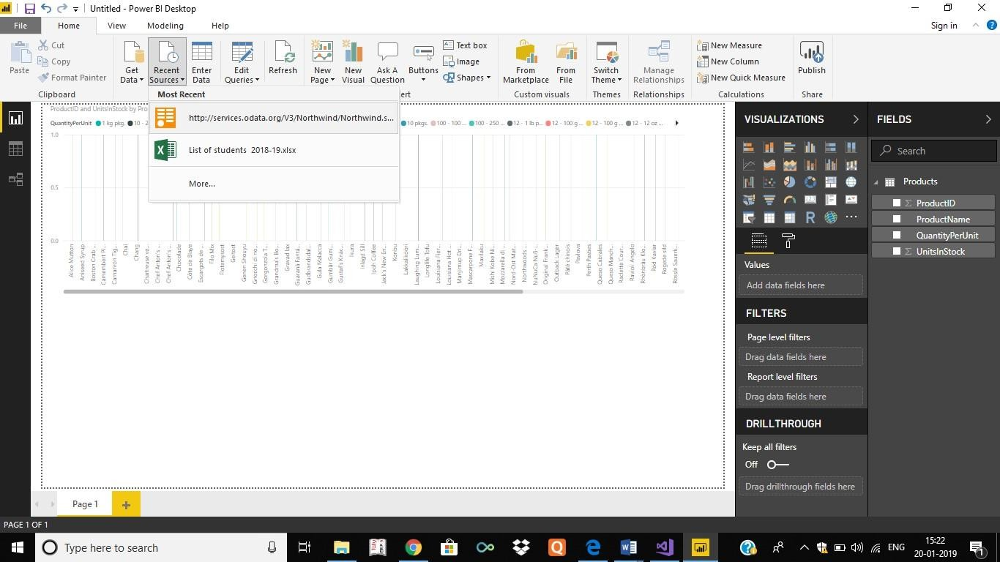 Untitled - Power BI Desktop
File Home View Modeling Help Sign in
Paste
Cut
Copy
Format Painter
Get Data
Recent Sources
Enter Data
Edit Queries
Refresh
New Page
New Visual
Ask A Question
Buttons
Text box
Image
Shapes
From Marketplace
From File
Switch Theme
Manage Relationships
New Measure
New Column
New Quick Measure
Publish
Clipboard
ert
Custom visuals
Themes
Relationships
Calculations
Share
Most Recent
http://services.odata.org/V3/Northwind/Northwind.s...
List of students 2018-19.xlsx
More...
ProductID and UnitsInStock by Pro
QuantityPerUnit 1 kg pkg. 10 - 2
10 pkgs. 100 - 100 ... 100 - 250 ... 12 - 1 lb p... 12 - 100 g ... 12 - 100 g ... 12 - 12 oz ...
1.0
0.5
0.0
Alice Mutton
Aniseed Syrup
Boston Crab ...
Camembert Pi...
Carnarvon Tig...
Chai
Chang
Chartreuse ve...
Chef Anton's ...
Chef Anton's ...
Chocolade
Côte de Blaye
Escargots de ...
Filo Mix
Flotemysost
Geitost
Genen Shouyu
Gnocchi di no...
Gorgonzola T...
Grandma's Bo...
Gravad lax
Guaraná Fantá...
Gudbrandsdal...
Gula Malacca
Gumbär Gum...
Gustaf's Knäc...
Ikura
Inlagd Sill
Ipoh Coffee
Jack's New En...
Konbu
Lakkalikööri
Laughing Lum...
Longlife Tofu
Louisiana Fier...
Louisiana Hot ...
Manjimup Dri...
Mascarpone F...
Maxilaku
Mishi Kobe Ni...
Mozzarella di ...
Nord-Ost Mat...
Northwoods ...
NuNuCa Nuß-...
Original Frank...
Outback Lager
Pâté chinois
Pavlova
Perth Pasties
Queso Cabrales
Queso Manch...
Raclette Cour...
Ravioli Angelo
Rhönbräu Klo...
Röd Kaviar
Rogede sild
Rössle Sauerk...
VISUALIZATIONS
R
Values
Add data fields here
FILTERS
Page level filters
Drag data fields here
Report level filters
Drag data fields here
DRILLTHROUGH
Keep all filters
Off
Drag drillthrough fields here
FIELDS
Search
Products
ProductID
ProductName
QuantityPerUnit
UnitsInStock
Page 1
PAGE 1 OF 1
Type here to search
ENG
15:22
20-01-2019
1